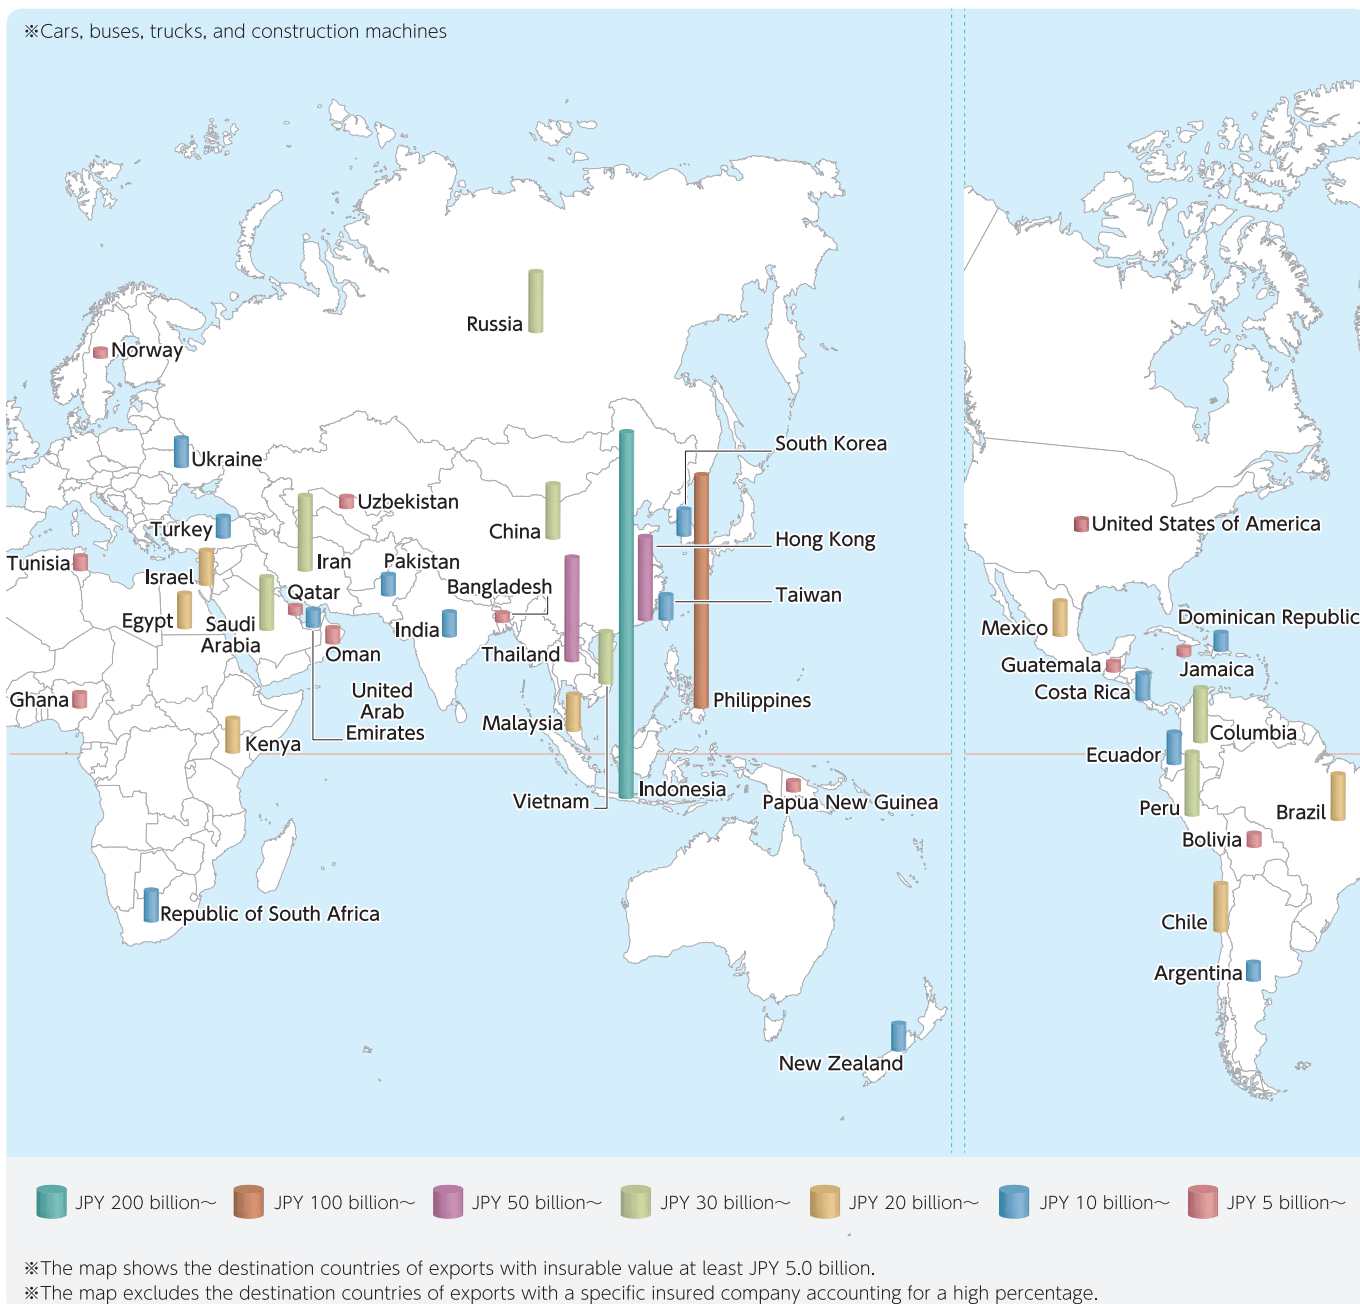 ※Cars, buses, trucks, and construction machines
Russia
Norway
South Korea
Ukraine
Uzbekistan
United States of America
Turkey
China
Hong Kong
Tunisia
Iran
Pakistan
Israel
Bangladesh
Qatar
Taiwan
Egypt
Saudi
Arabia
India
Mexico
Dominican Republic
Oman
Thailand
Guatemala
Jamaica
United
Arab
Emirates
Costa Rica
Ghana
Philippines
Malaysia
Columbia
Kenya
Ecuador
Indonesia
Vietnam
Papua New Guinea
Peru
Brazil
Bolivia
Republic of South Africa
Chile
Argentina
New Zealand
JPY 200 billion～ JPY 100 billion～ JPY 50 billion～ JPY 30 billion～ JPY 20 billion～ JPY 10 billion～ JPY 5 billion～
※The map shows the destination countries of exports with insurable value at least JPY 5.0 billion.
※The map excludes the destination countries of exports with a specific insured company accounting for a high percentage.